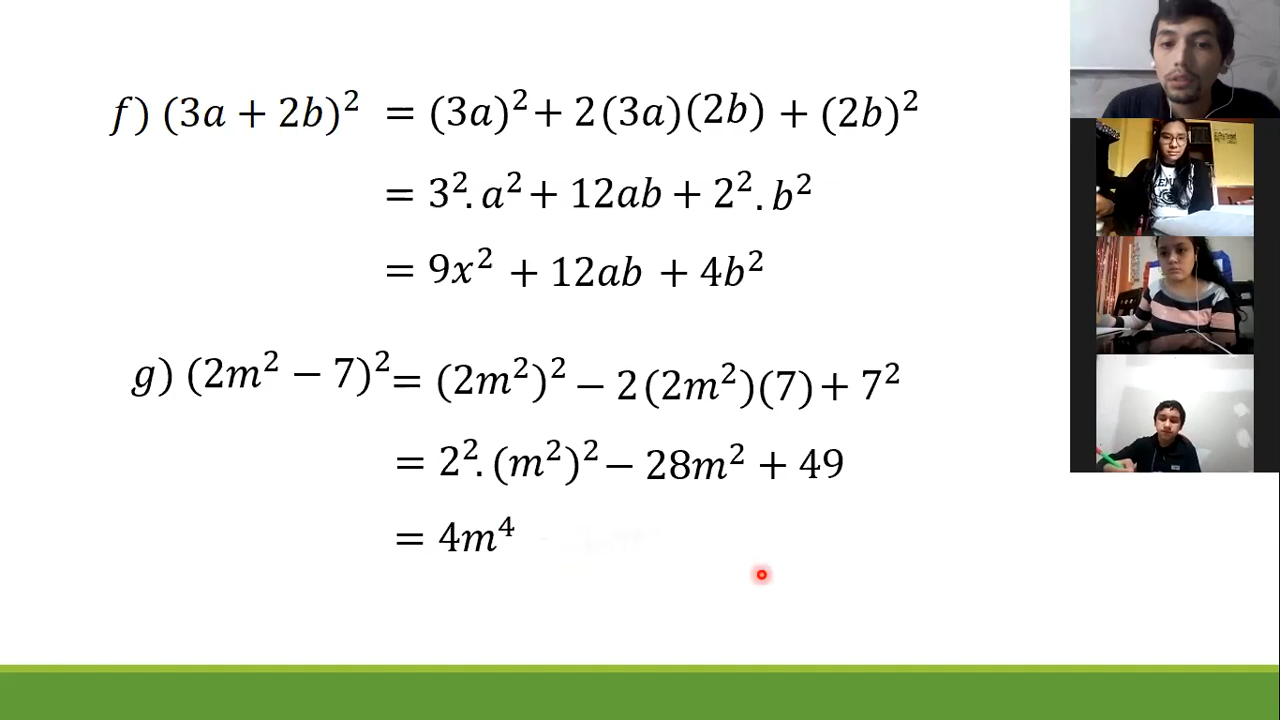 f) (3a + 2b)² = (3a)² + 2(3a)(2b) + (2b)²
= 3². a² + 12ab + 2². b²
= 9x² + 12ab + 4b²
g) (2m² − 7)² = (2m²)² − 2(2m²)(7) + 7²
= 2². (m²)² − 28m² + 49
= 4m⁴